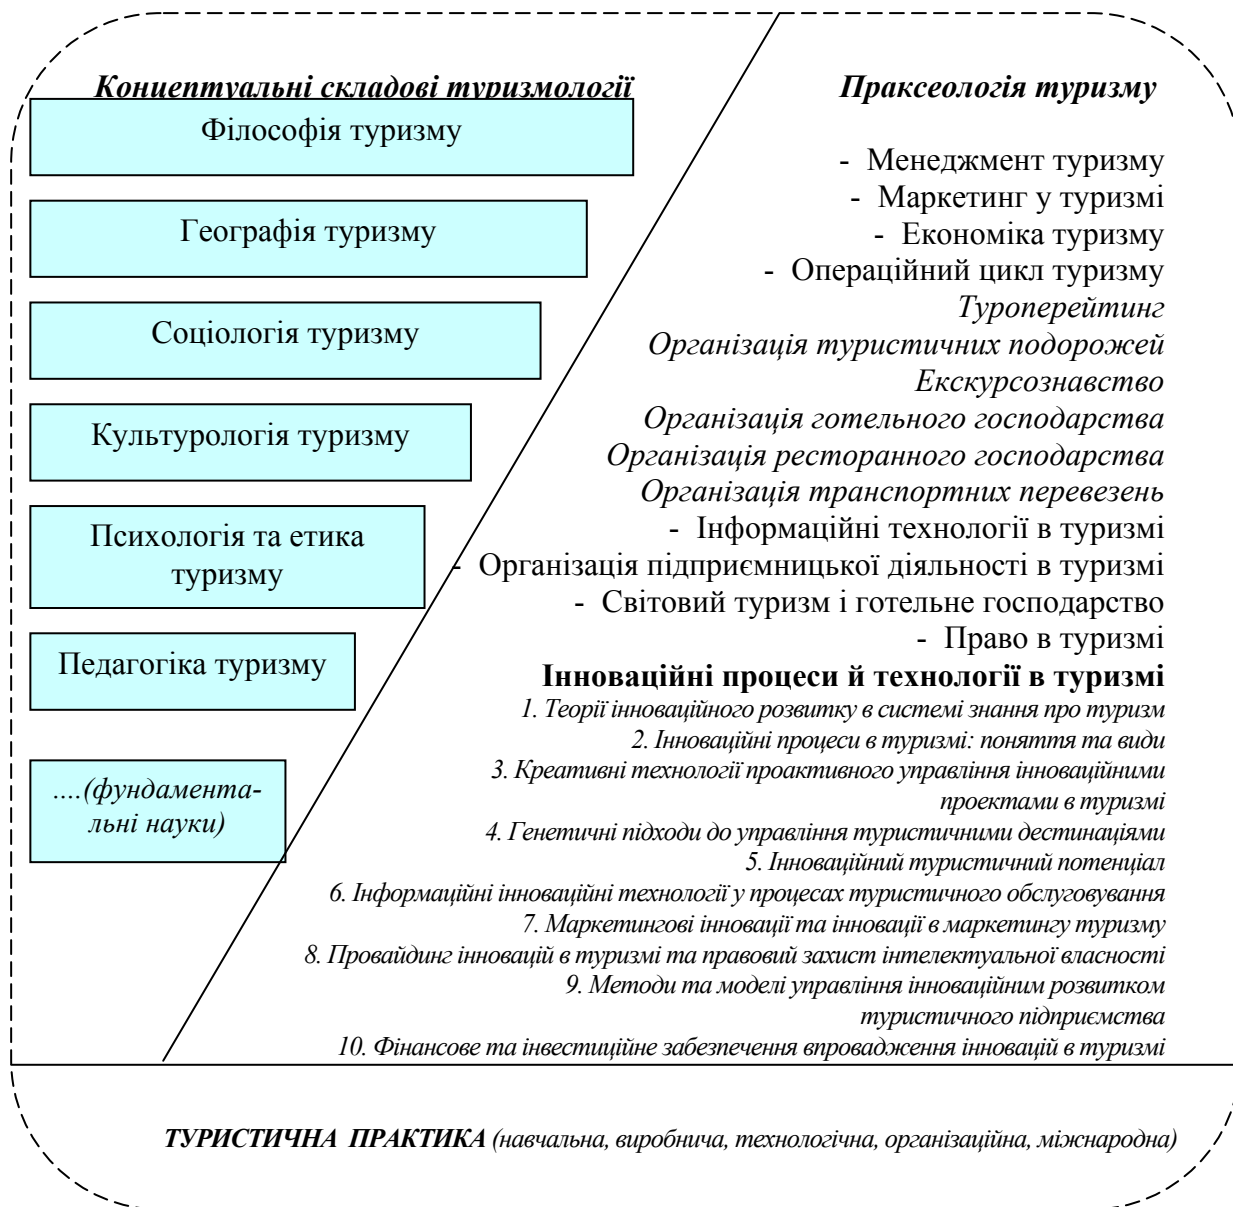 Концептуальні складові туризмології
Філософія туризму
Географія туризму
Соціологія туризму
Культурологія туризму
Психологія та етика
туризму
Педагогіка туризму
....(фундамента-
льні науки)
Праксеологія туризму
- Менеджмент туризму
- Маркетинг у туризмі
- Економіка туризму
- Операційний цикл туризму
Туроперейтинг
Організація туристичних подорожей
Екскурсознавство
Організація готельного господарства
Організація ресторанного господарства
Організація транспортних перевезень
- Інформаційні технології в туризмі
- Організація підприємницької діяльності в туризмі
- Світовий туризм і готельне господарство
- Право в туризмі
Інноваційні процеси й технології в туризмі
1. Теорії інноваційного розвитку в системі знання про туризм
2. Інноваційні процеси в туризмі: поняття та види
3. Креативні технології проактивного управління інноваційними
проектами в туризмі
4. Генетичні підходи до управління туристичними дестинаціями
5. Інноваційний туристичний потенціал
6. Інформаційні інноваційні технології у процесах туристичного обслуговування
7. Маркетингові інновації та інновації в маркетингу туризму
8. Провайдинг інновацій в туризмі та правовий захист інтелектуальної власності
9. Методи та моделі управління інноваційним розвитком
туристичного підприємства
10. Фінансове та інвестиційне забезпечення впровадження інновацій в туризмі
ТУРИСТИЧНА ПРАКТИКА (навчальна, виробнича, технологічна, організаційна, міжнародна)